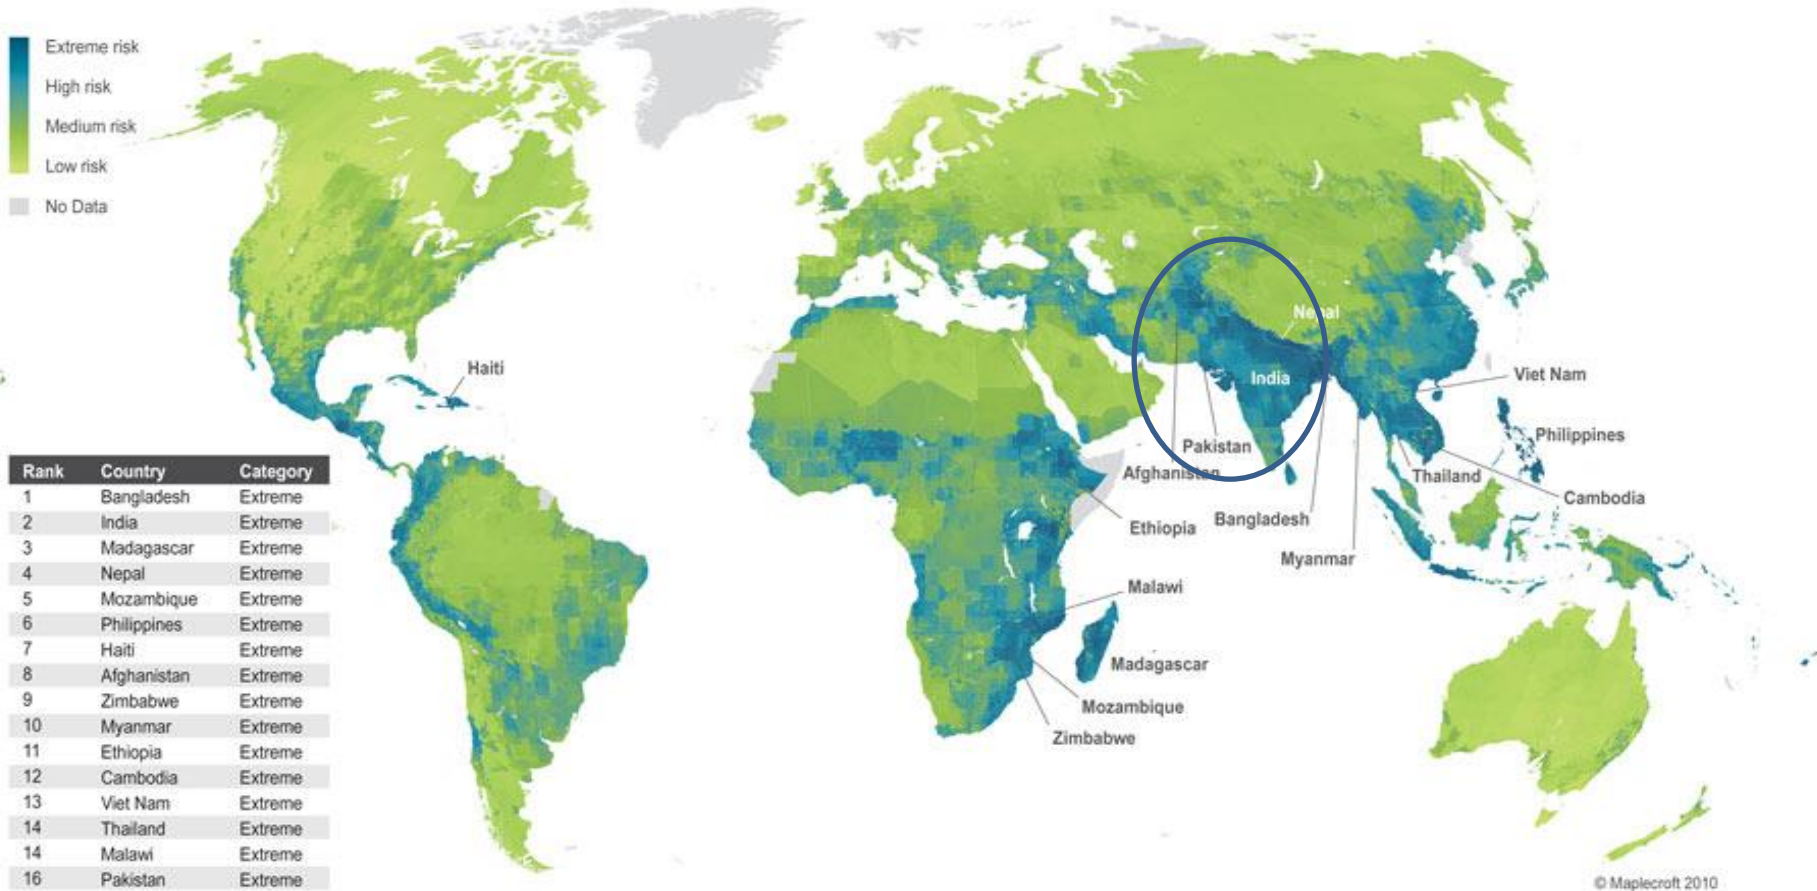 Extreme risk
High risk
Medium risk
Low risk
No Data
Haiti
Nepal
India
Viet Nam
Philippines
Pakistan
Afghanistan
Thailand
Cambodia
Ethiopia
Bangladesh
Myanmar
Malawi
Madagascar
Mozambique
Zimbabwe
Rank Country Category
1 Bangladesh Extreme
2 India Extreme
3 Madagascar Extreme
4 Nepal Extreme
5 Mozambique Extreme
6 Philippines Extreme
7 Haiti Extreme
8 Afghanistan Extreme
9 Zimbabwe Extreme
10 Myanmar Extreme
11 Ethiopia Extreme
12 Cambodia Extreme
13 Viet Nam Extreme
14 Thailand Extreme
14 Malawi Extreme
16 Pakistan Extreme
© Maplecroft 2010